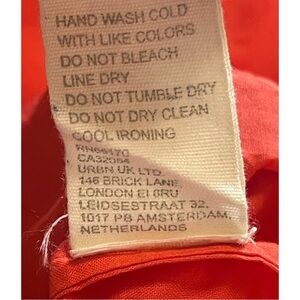 HAND WASH COLD
WITH LIKE COLORS
DO NOT BLEACH
LINE DRY
DO NOT TUMBLE DRY
DO NOT DRY CLEAN
COOL IRONING
RN66170
CA32054
URBN UK LTD.
146 BRICK LANE
LONDON E1 6RU
LEIDSESTRAAT 32,
1017 PB AMSTERDAM,
NETHERLANDS